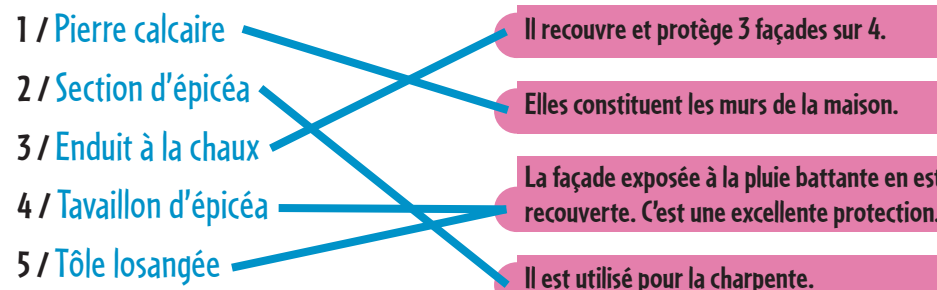 1 / Pierre calcaire
2 / Section d'épicéa
3 / Enduit à la chaux
4 / Tavaillon d'épicéa
5 / Tôle losangée
Il recouvre et protège 3 façades sur 4.
Elles constituent les murs de la maison.
La façade exposée à la pluie battante en est
recouverte. C'est une excellente protection.
Il est utilisé pour la charpente.